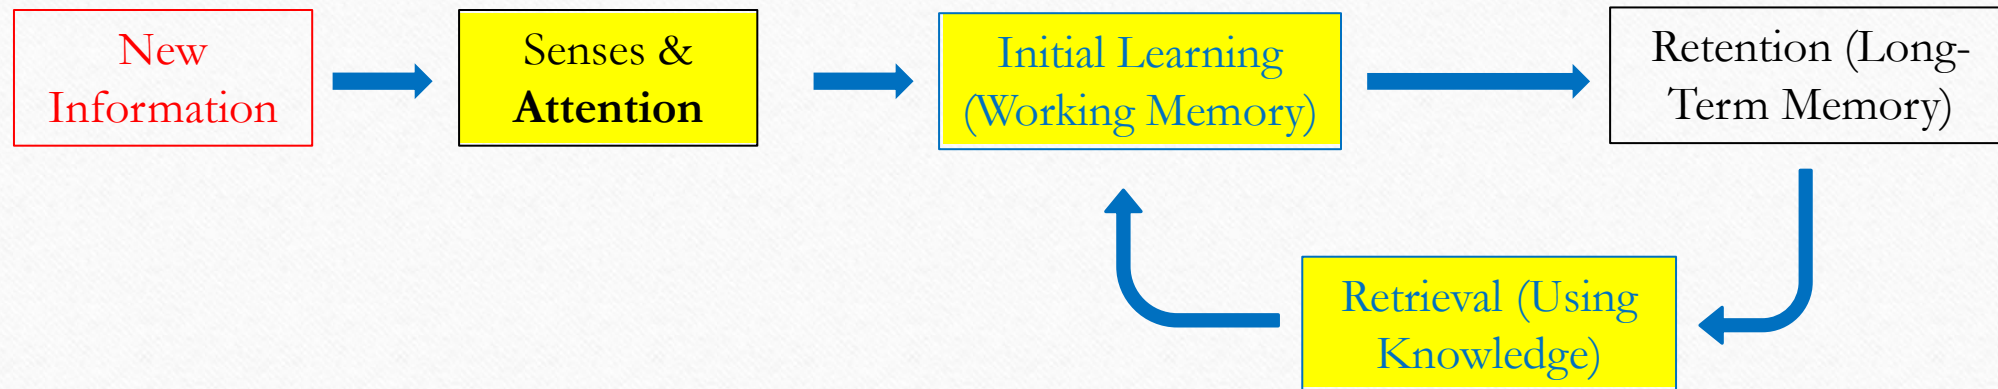 New
Information
Senses &
Attention
Initial Learning
(Working Memory)
Retention (Long-
Term Memory)
Retrieval (Using
Knowledge)